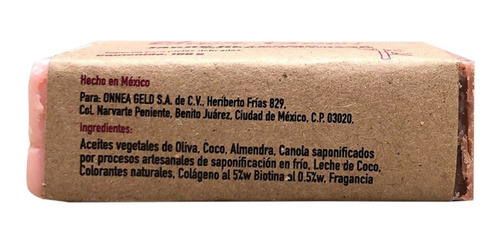 Hecho en México
Para: ONNEA GELD S.A. de C.V., Heriberto Frías 829,
Col. Narvarte Poniente, Benito Juárez, Ciudad de México, C.P. 03020.
Ingredientes:
Aceites vegetales de Oliva, Coco, Almendra, Canola saponificados
por procesos artesanales de saponificación en frío, Leche de Coco,
Colorantes naturales, Colágeno al 5%w Biotina al 0.5%w, Fragancia